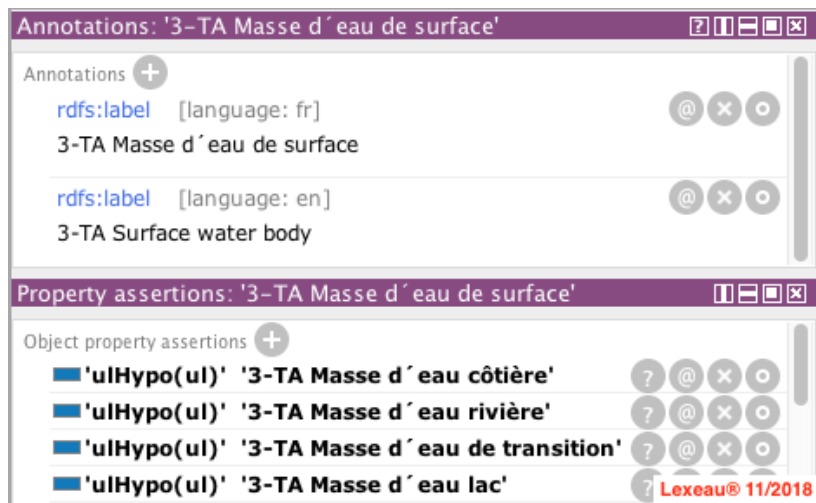 Annotations: '3-TA Masse d´eau de surface'
Annotations
rdfs:label [language: fr]
3-TA Masse d´eau de surface
rdfs:label [language: en]
3-TA Surface water body
Property assertions: '3-TA Masse d´eau de surface'
Object property assertions
'ulHypo(ul)' '3-TA Masse d´eau côtière'
'ulHypo(ul)' '3-TA Masse d´eau rivière'
'ulHypo(ul)' '3-TA Masse d´eau de transition'
'ulHypo(ul)' '3-TA Masse d´eau lac'
Lexeau® 11/2018